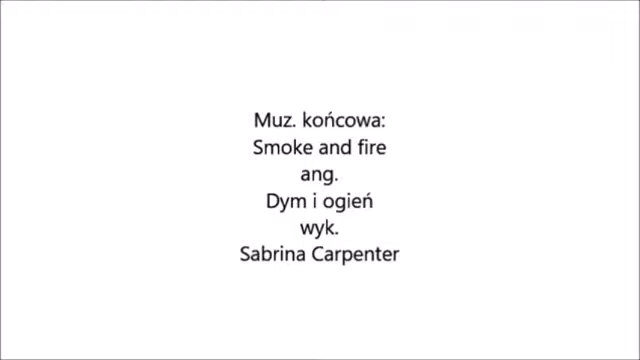 Muz. końcowa:
Smoke and fire
ang.
Dym i ogień
wyk.
Sabrina Carpenter